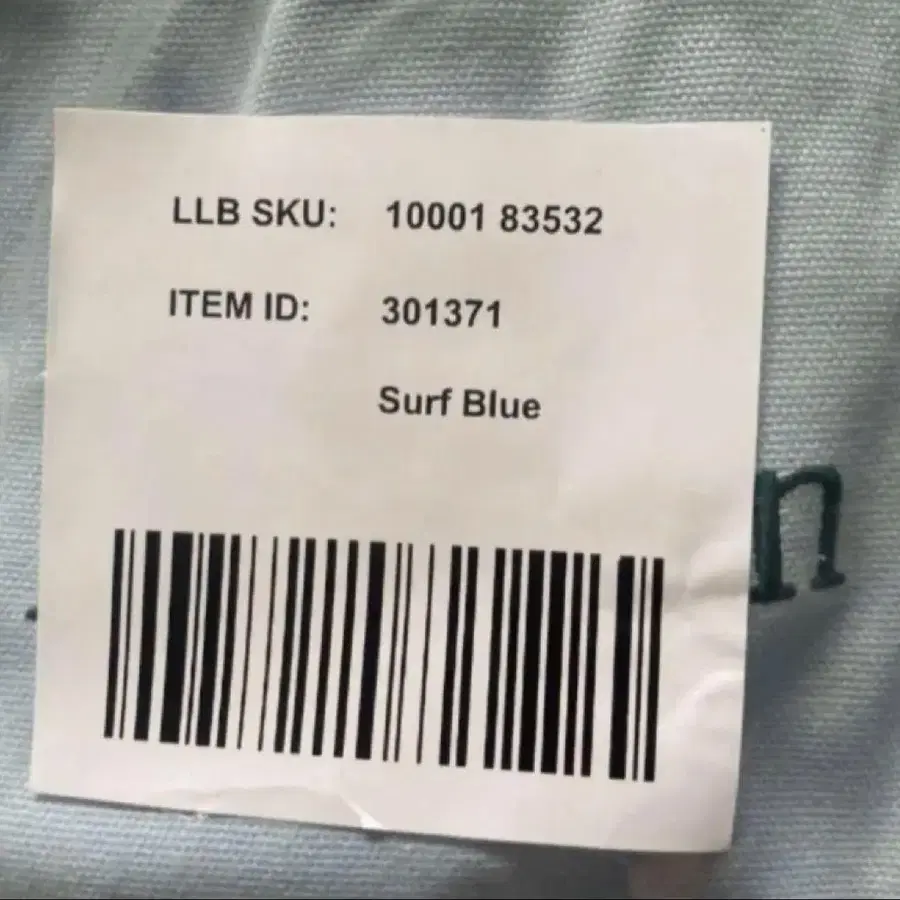 LLB SKU: 10001 83532
ITEM ID: 301371
Surf Blue
n